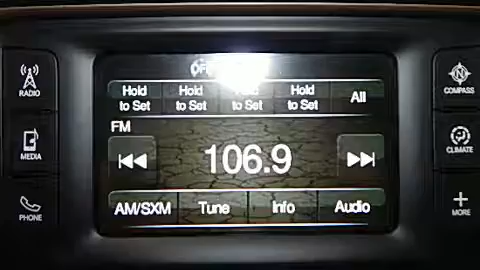 Hold Hold Hold Hold
to Set to Set to Set to Set All
RADIO COMPASS
FM
MEDIA 106.9 CLIMATE
AM/SXM Tune Info Audio
PHONE MORE